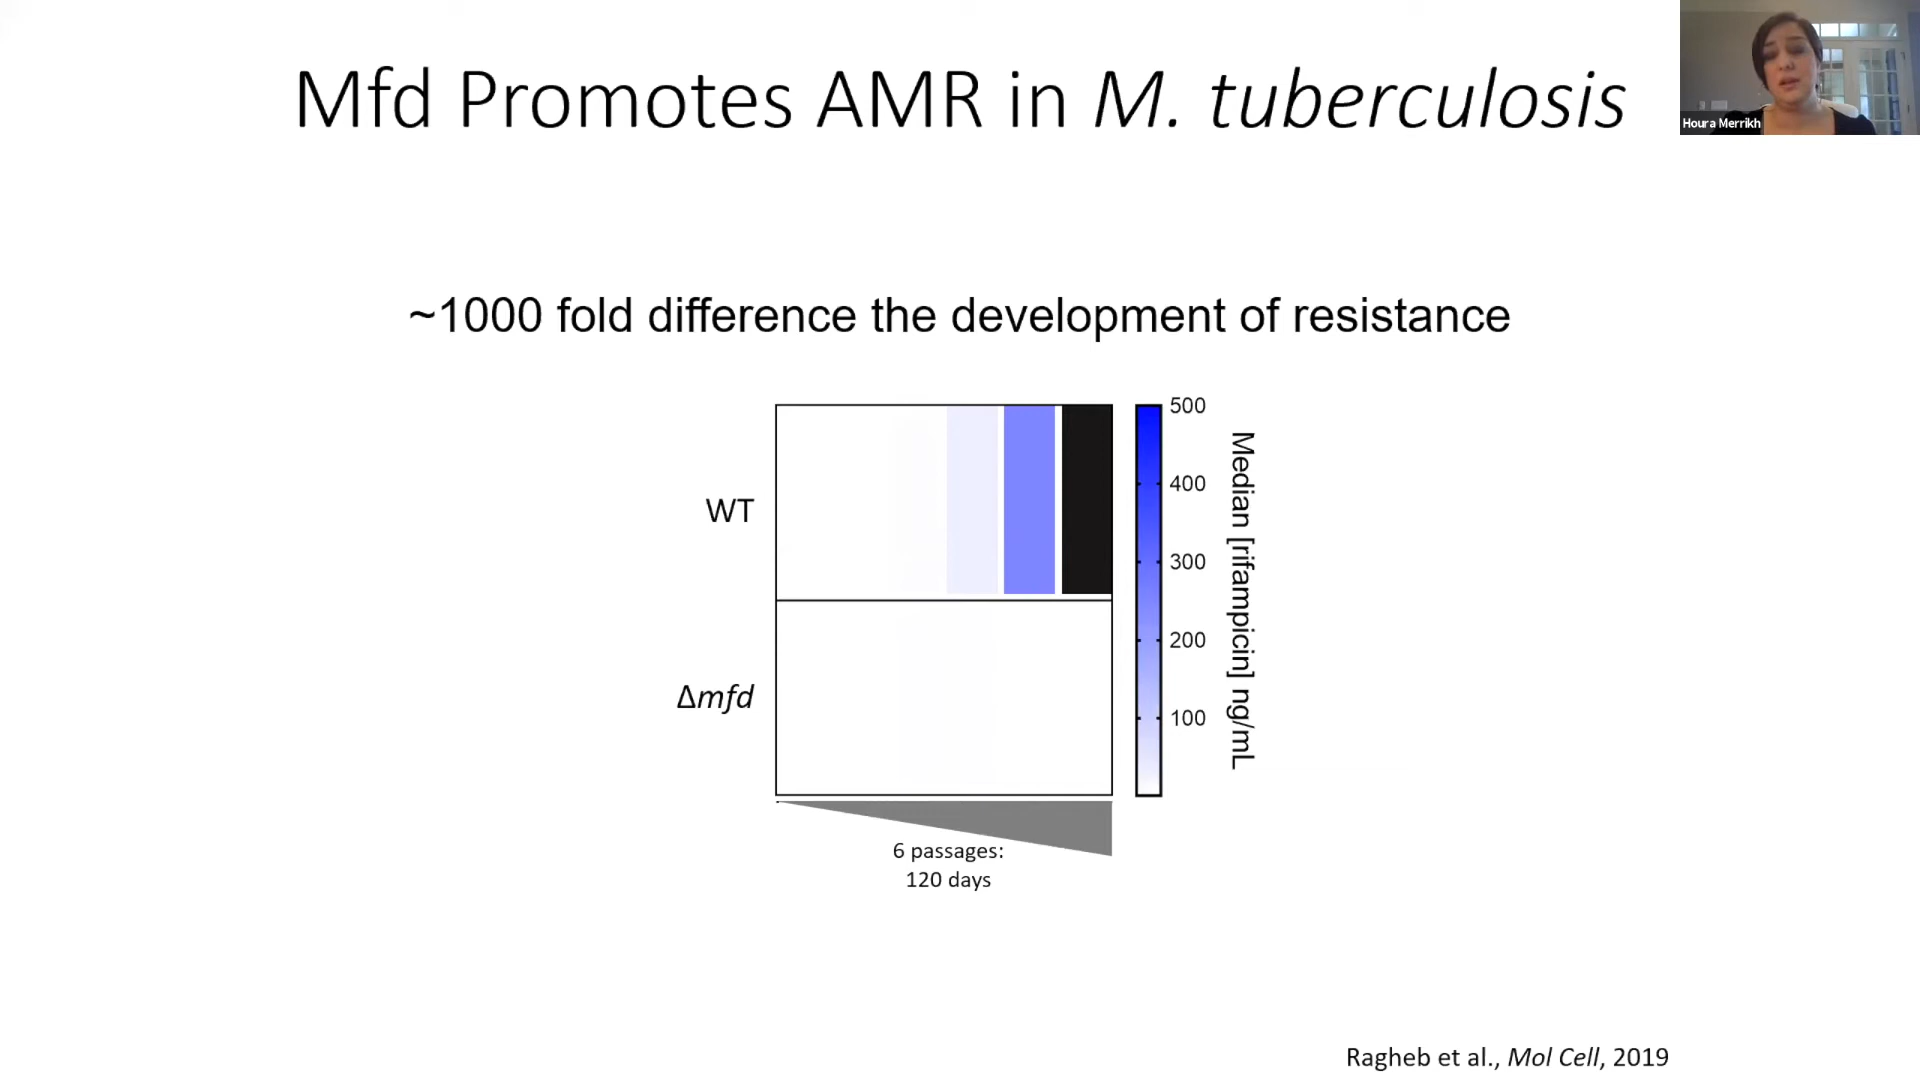 Mfd Promotes AMR in M. tuberculosis
Houra Merrikh
~1000 fold difference the development of resistance
WT
Δmfd
500
400
300
200
100
Median [rifampicin] ng/mL
6 passages:
120 days
Ragheb et al., Mol Cell, 2019